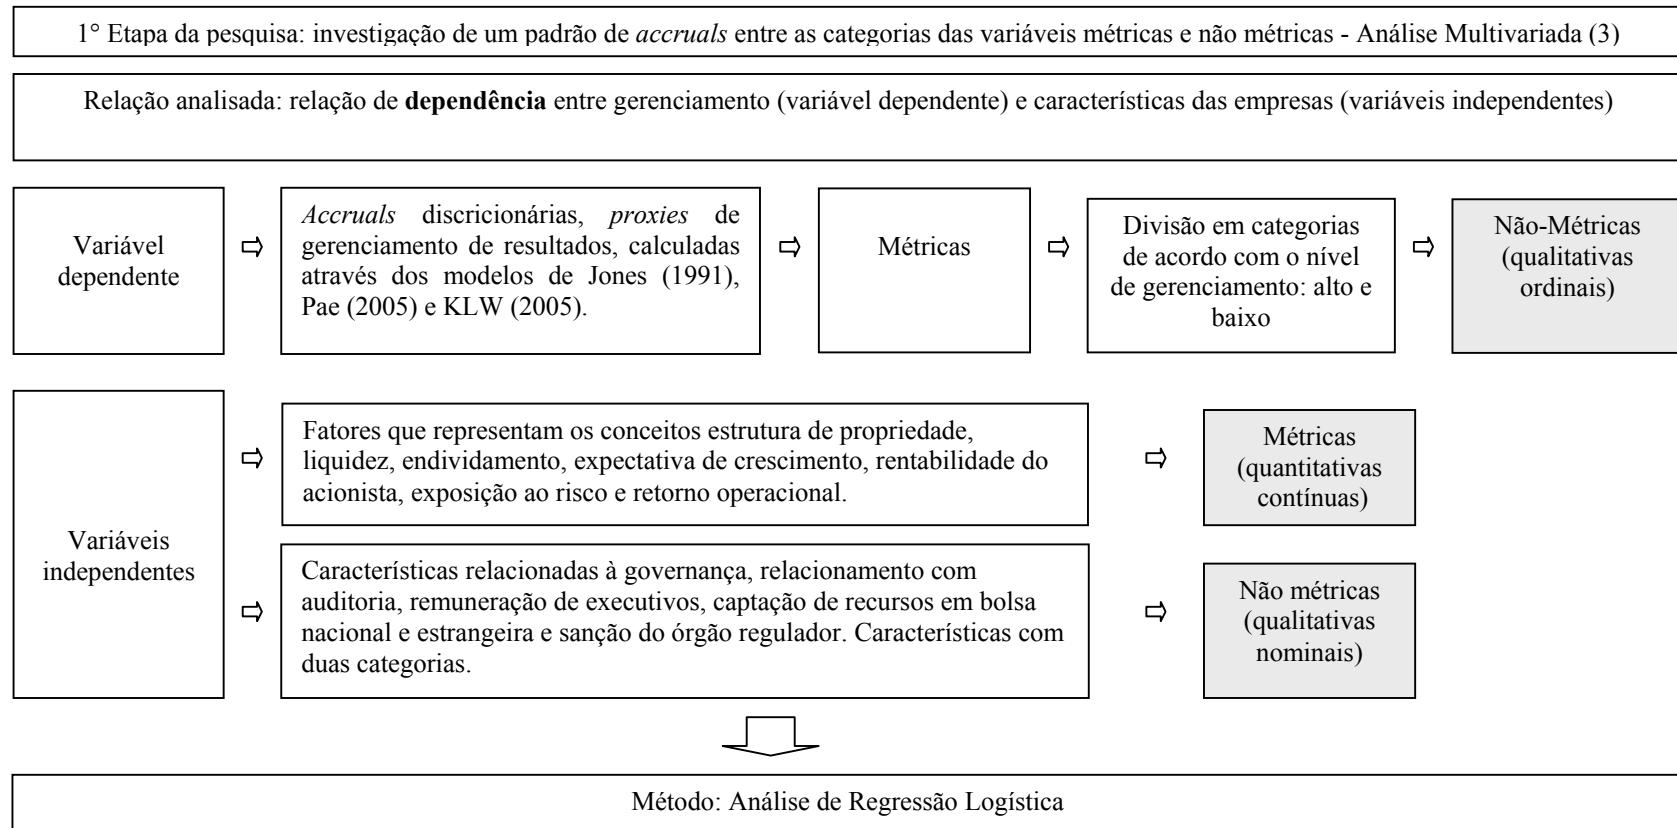 1° Etapa da pesquisa: investigação de um padrão de accruals entre as categorias das variáveis métricas e não métricas - Análise Multivariada (3)
Relação analisada: relação de dependência entre gerenciamento (variável dependente) e características das empresas (variáveis independentes)
Variável
dependente
Accruals discricionárias, proxies de
gerenciamento de resultados, calculadas
através dos modelos de Jones (1991),
Pae (2005) e KLW (2005).
Métricas
Divisão em categorias
de acordo com o nível
de gerenciamento: alto e
baixo
Não-Métricas
(qualitativas
ordinais)
Variáveis
independentes
Fatores que representam os conceitos estrutura de propriedade,
liquidez, endividamento, expectativa de crescimento, rentabilidade do
acionista, exposição ao risco e retorno operacional.
Métricas
(quantitativas
contínuas)
Características relacionadas à governança, relacionamento com
auditoria, remuneração de executivos, captação de recursos em bolsa
nacional e estrangeira e sanção do órgão regulador. Características com
duas categorias.
Não métricas
(qualitativas
nominais)
Método: Análise de Regressão Logística